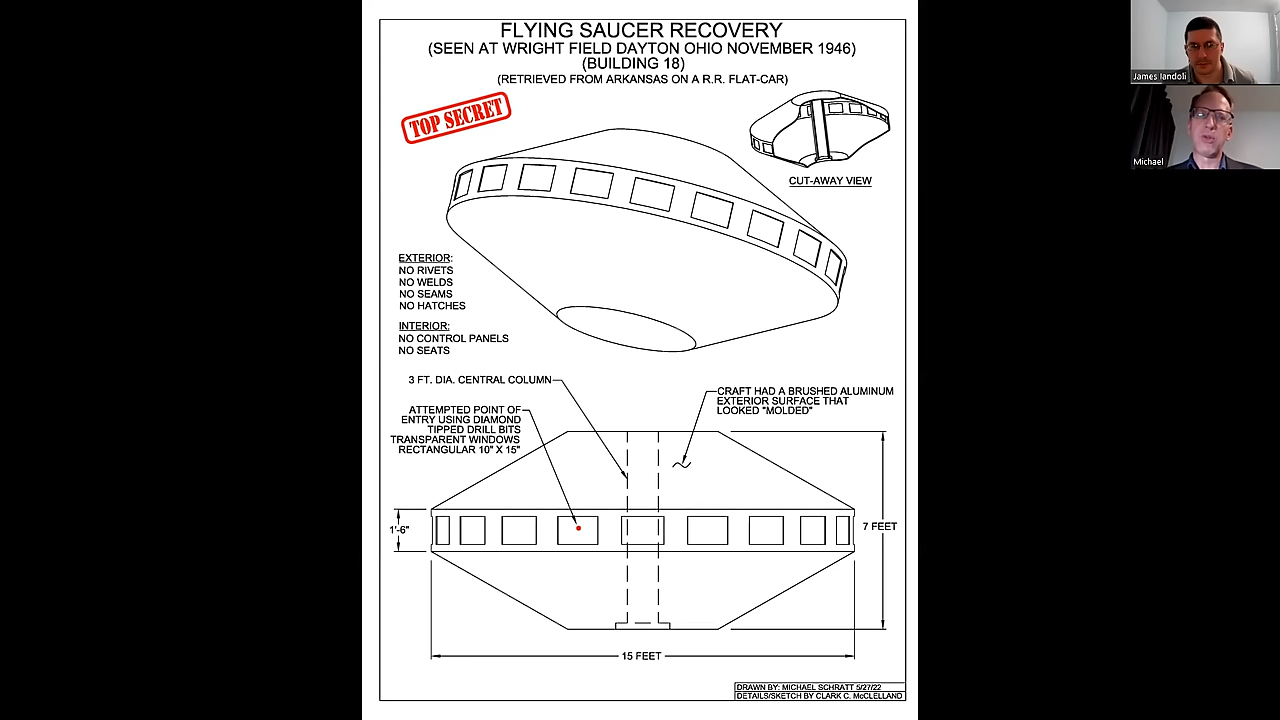 FLYING SAUCER RECOVERY
(SEEN AT WRIGHT FIELD DAYTON OHIO NOVEMBER 1946)
(BUILDING 18)
(RETRIEVED FROM ARKANSAS ON A R.R. FLAT-CAR)
TOP SECRET
CUT-AWAY VIEW
EXTERIOR:
NO RIVETS
NO WELDS
NO SEAMS
NO HATCHES
INTERIOR:
NO CONTROL PANELS
NO SEATS
3 FT. DIA. CENTRAL COLUMN
CRAFT HAD A BRUSHED ALUMINUM
EXTERIOR SURFACE THAT
LOOKED "MOLDED"
ATTEMPTED POINT OF
ENTRY USING DIAMOND
TIPPED DRILL BITS
TRANSPARENT WINDOWS
RECTANGULAR 10" X 15"
1'-6"
7 FEET
15 FEET
DRAWN BY: MICHAEL SCHRATT 5/27/22
DETAILS/SKETCH BY CLARK C. McCLELLAND
James Iandoli
Michael